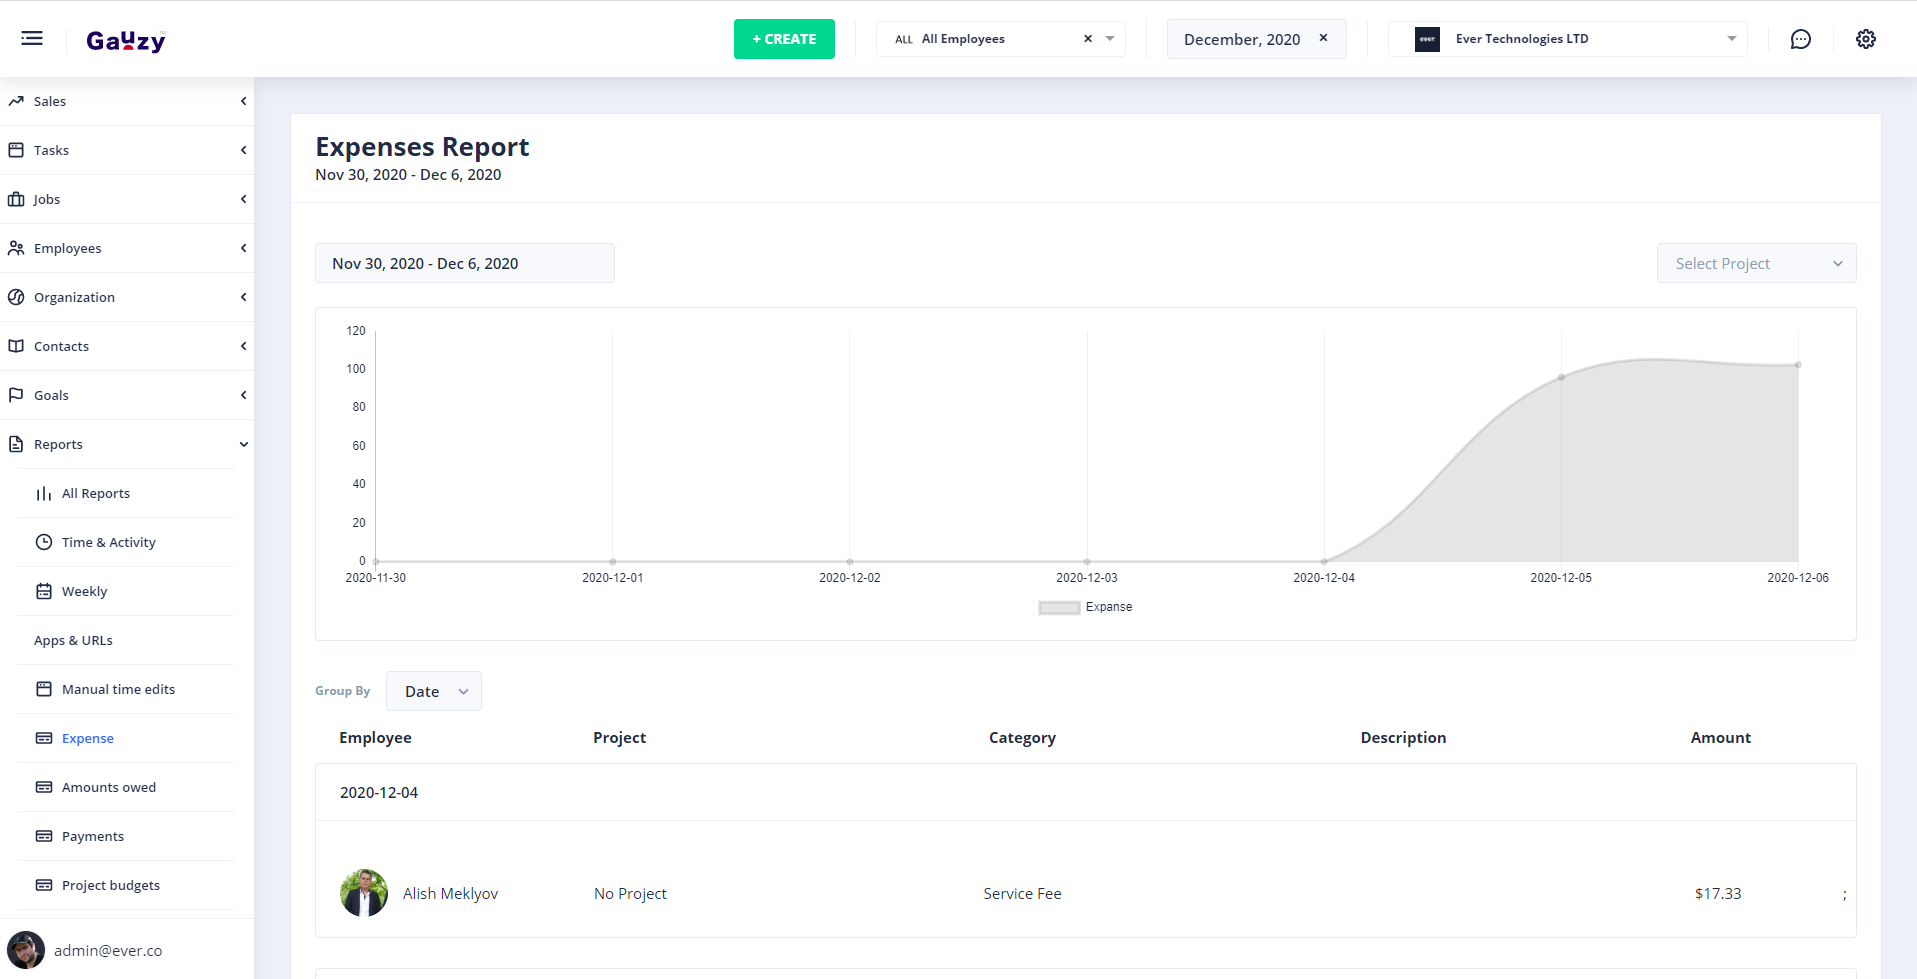 Gauzy
+ CREATE
ALL All Employees
December, 2020
ever.
Ever Technologies LTD
Sales
Tasks
Jobs
Employees
Organization
Contacts
Goals
Reports
All Reports
Time & Activity
Weekly
Apps & URLs
Manual time edits
Expense
Amounts owed
Payments
Project budgets
admin@ever.co
Expenses Report
Nov 30, 2020 - Dec 6, 2020
Nov 30, 2020 - Dec 6, 2020
Select Project
120
100
80
60
40
20
0
2020-11-30 2020-12-01 2020-12-02 2020-12-03 2020-12-04 2020-12-05 2020-12-06
Expanse
Group By Date
Employee Project Category Description Amount
2020-12-04
Alish Meklyov No Project Service Fee $17.33 ;